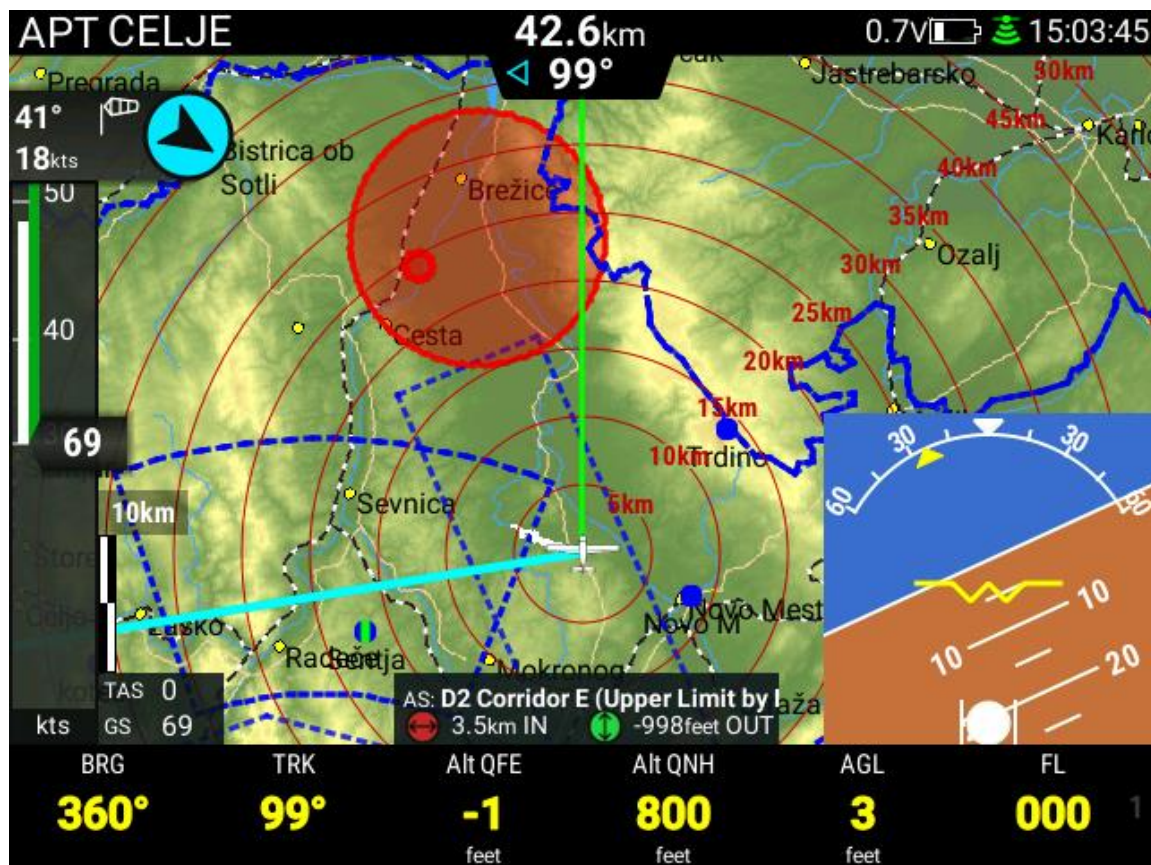 APT CELJE
42.6km
0.7V
15:03:45
99°
Pregrada
Jastrebarsko
50km
45km
41°
18kts
Bistrica ob
Sotli
Brežice
40km
50
35km
Ozalj
30km
25km
40
Cesta
20km
15km
69
10km
Trdino
Sevnica
5km
10km
30
30
60
60
10
10
20
Novo Mest
Novo M
Laško
Radeče
Mokronog
TAS 0
kts GS 69
AS: D2 Corridor E (Upper Limit by
3.5km IN
-998feet OUT
BRG
TRK
Alt QFE
Alt QNH
AGL
FL
360°
99°
-1
800
3
000
1
feet
feet
feet